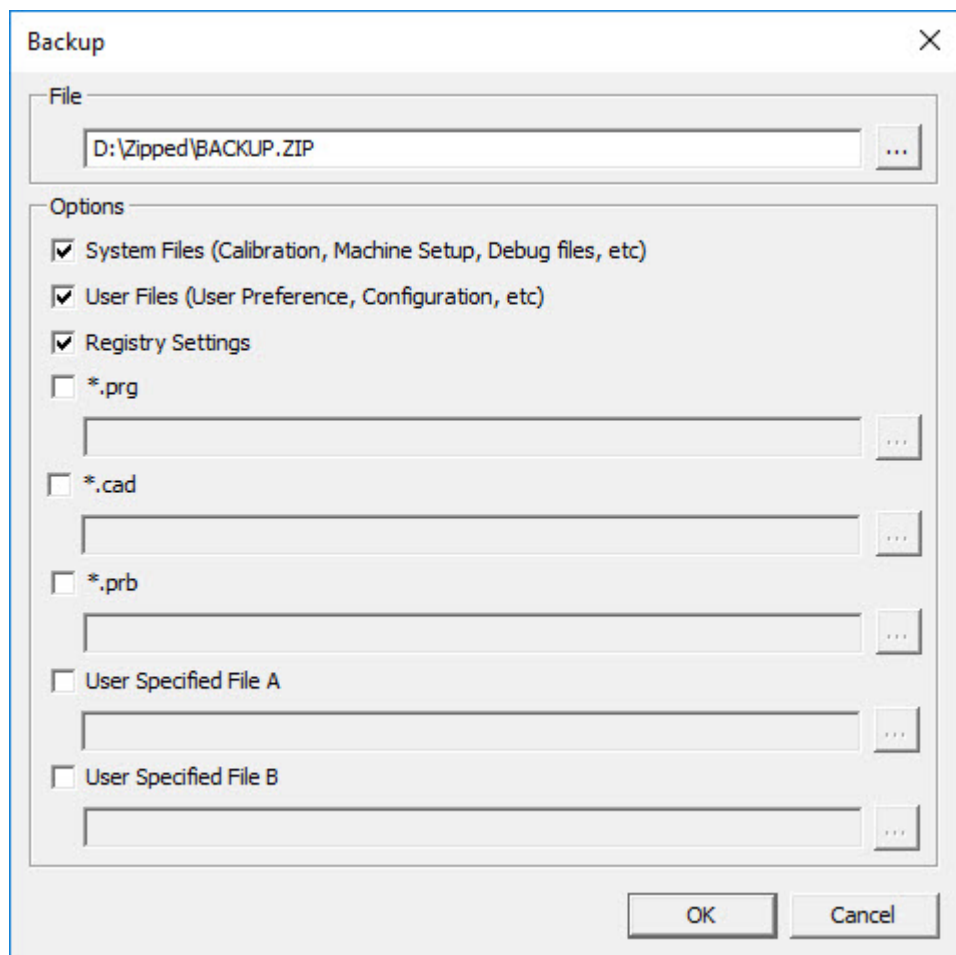 Backup
File
D:\Zipped\BACKUP.ZIP
...
Options
System Files (Calibration, Machine Setup, Debug files, etc)
User Files (User Preference, Configuration, etc)
Registry Settings
*.prg
...
*.cad
...
*.prb
...
User Specified File A
...
User Specified File B
...
OK
Cancel